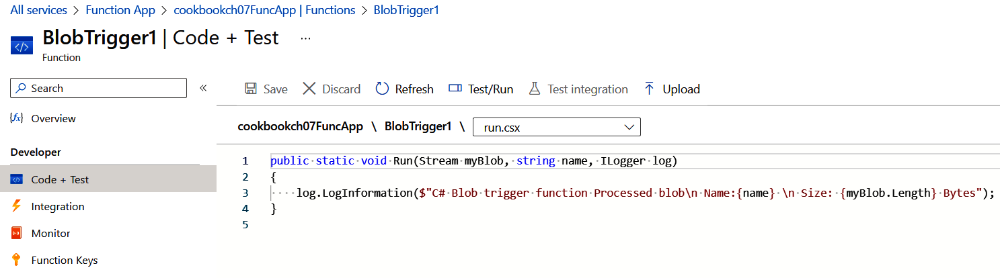 All services > Function App > cookbookch07FuncApp | Functions > BlobTrigger1
BlobTrigger1 | Code + Test ...
Function
Search «
Save Discard Refresh Test/Run Test integration Upload
Overview
cookbookch07FuncApp \ BlobTrigger1 \ run.csx
Developer
Code + Test
Integration
Monitor
Function Keys
1 public static void Run(Stream myBlob, string name, ILogger log)
2 {
3 log.LogInformation($"C# Blob trigger function Processed blob\n Name:{name} \n Size: {myBlob.Length} Bytes");
4 }
5